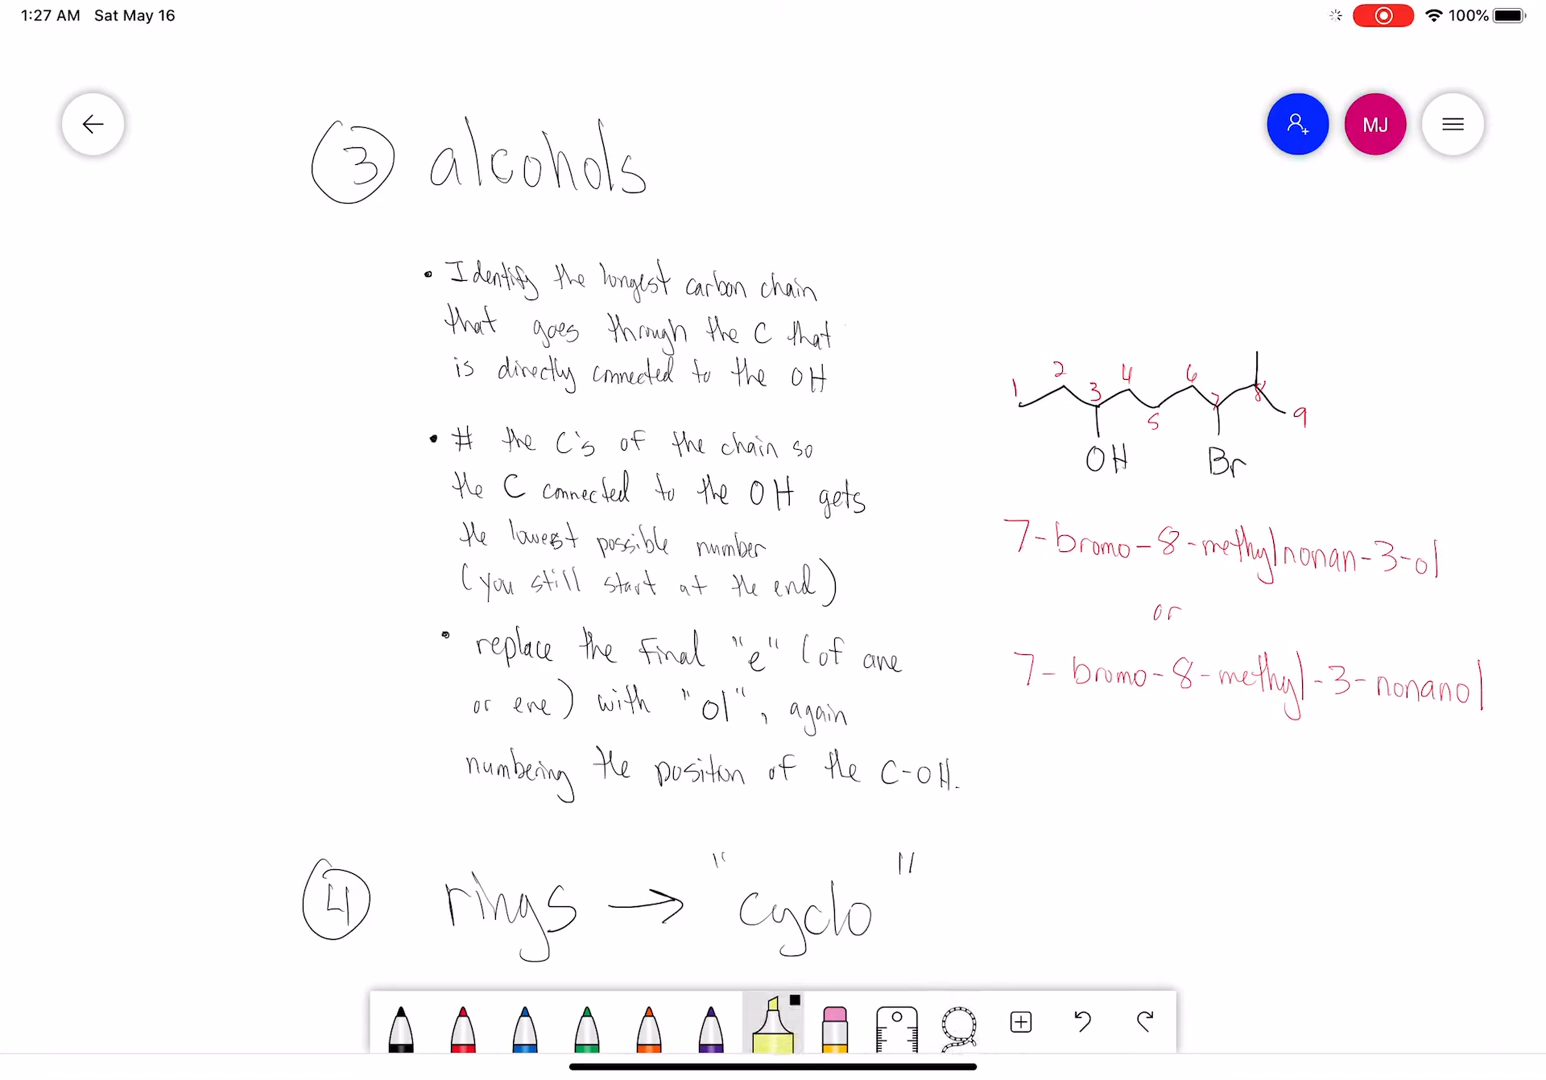 1:27 AM Sat May 16
100%
MJ
3 alcohols
• Identify the longest carbon chain
that goes through the C that
is directly connected to the OH
• # the C's of the chain so
the C connected to the OH gets
the lowest possible number
(you still start at the end)
• replace the final "e" (of ane
or ene) with "ol", again
numbering the position of the C-OH.
1 2 3 4 5 6 7 8 9
OH Br
7-bromo-8-methylnonan-3-ol
or
7-bromo-8-methyl-3-nonanol
4 rings → "cyclo"